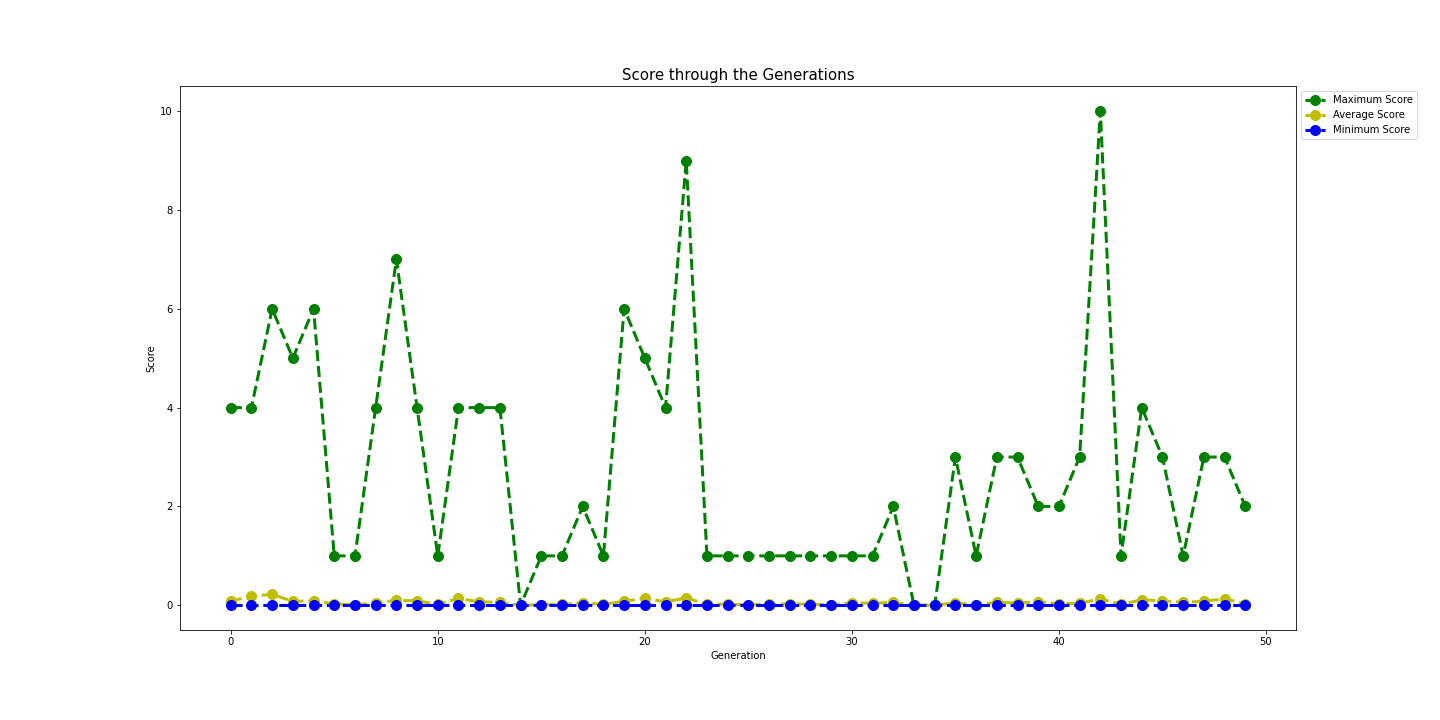 Score through the Generations
Maximum Score
Average Score
Minimum Score
10
8
6
4
2
0
Score
0 10 20 30 40 50
Generation